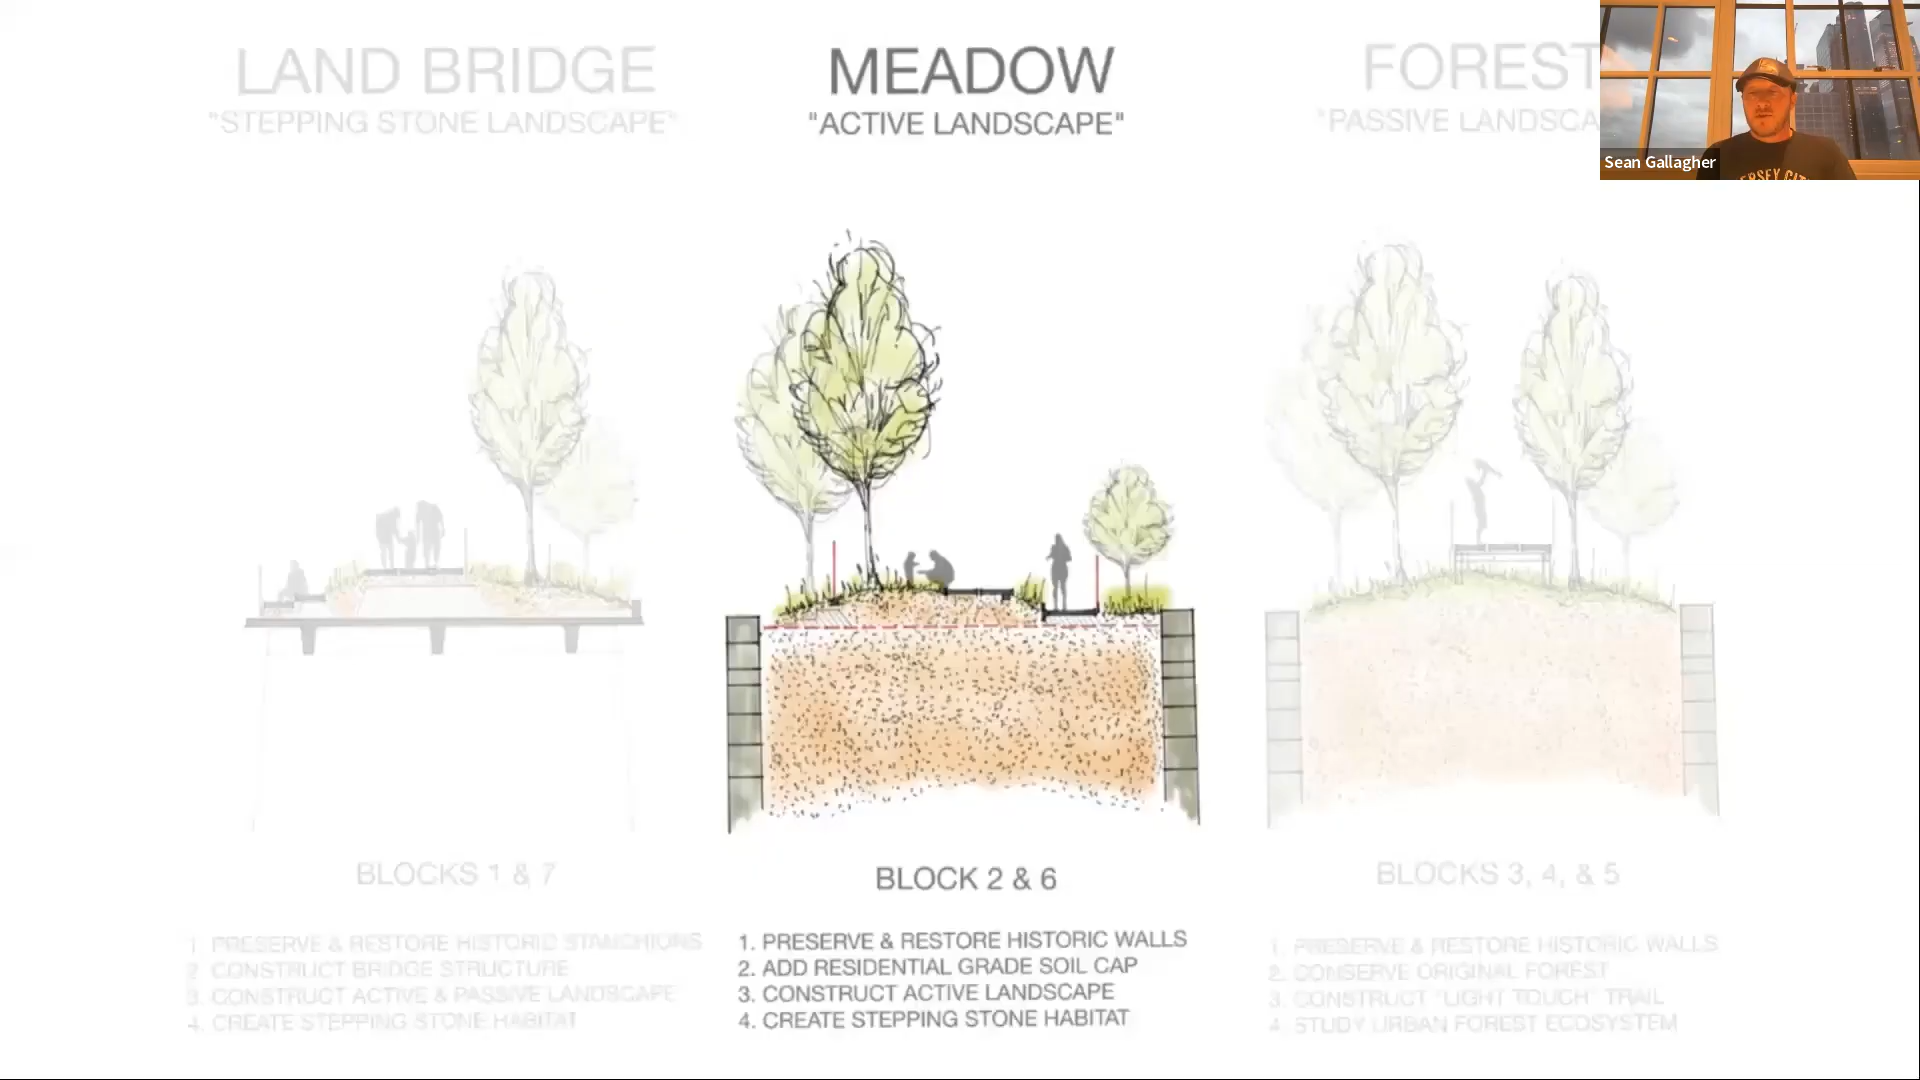 LAND BRIDGE
"STEPPING STONE LANDSCAPE"
MEADOW
"ACTIVE LANDSCAPE"
FOREST
"PASSIVE LANDSCA
Sean Gallagher
ERSEY CIT
BLOCKS 1 & 7
1. PRESERVE & RESTORE HISTORIC STANCHIONS
2. CONSTRUCT BRIDGE STRUCTURE
3. CONSTRUCT ACTIVE & PASSIVE LANDSCAPE
4. CREATE STEPPING STONE HABITAT
BLOCK 2 & 6
1. PRESERVE & RESTORE HISTORIC WALLS
2. ADD RESIDENTIAL GRADE SOIL CAP
3. CONSTRUCT ACTIVE LANDSCAPE
4. CREATE STEPPING STONE HABITAT
BLOCKS 3, 4, & 5
1. PRESERVE & RESTORE HISTORIC WALLS
2. CONSERVE ORIGINAL FOREST
3. CONSTRUCT "LIGHT TOUCH" TRAIL
4. STUDY URBAN FOREST ECOSYSTEM